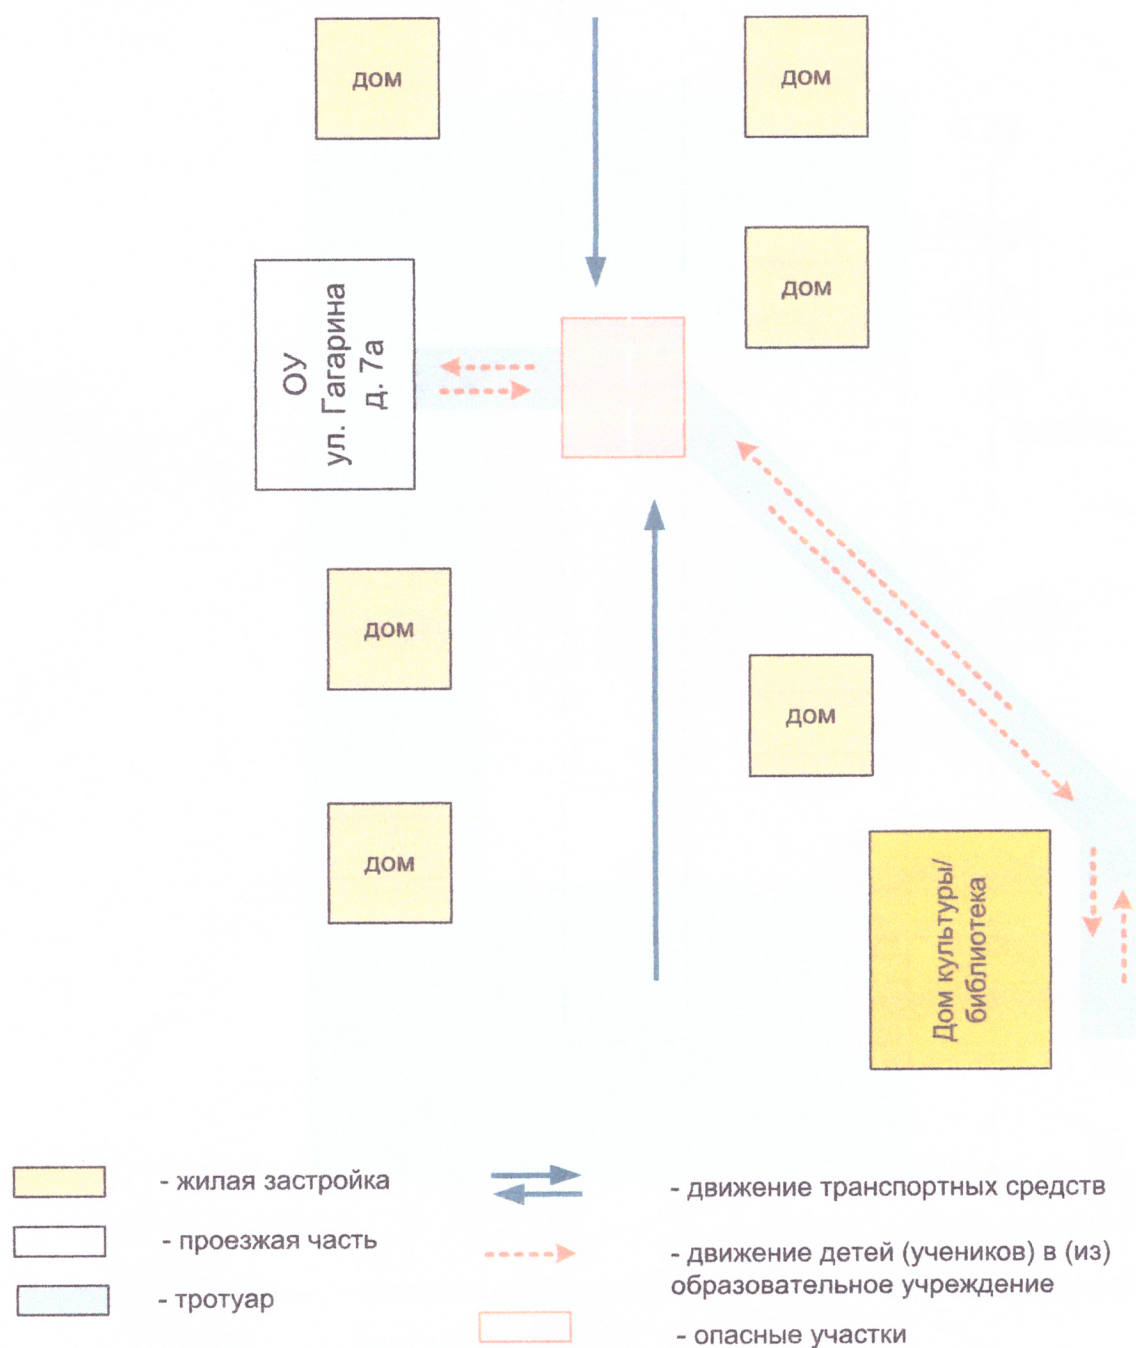 дом
дом
дом
ОУ
ул. Гагарина
д. 7а
дом
дом
дом
Дом культуры/
библиотека
- жилая застройка
- проезжая часть
- тротуар
- движение транспортных средств
- движение детей (учеников) в (из)
образовательное учреждение
- опасные участки